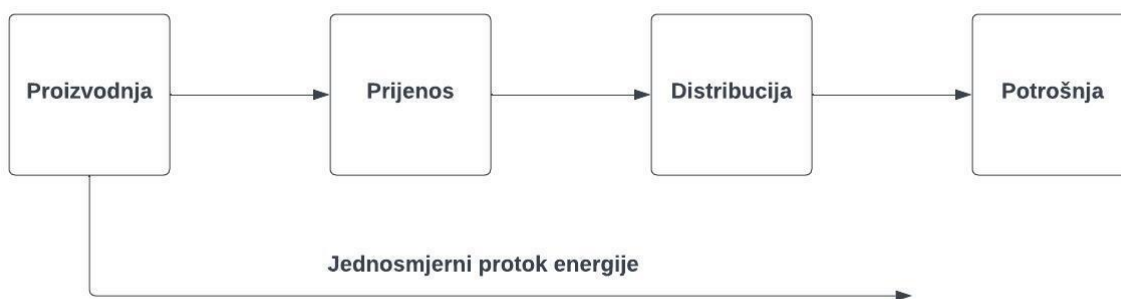 Proizvodnja
Prijenos
Distribucija
Potrošnja
Jednosmjerni protok energije